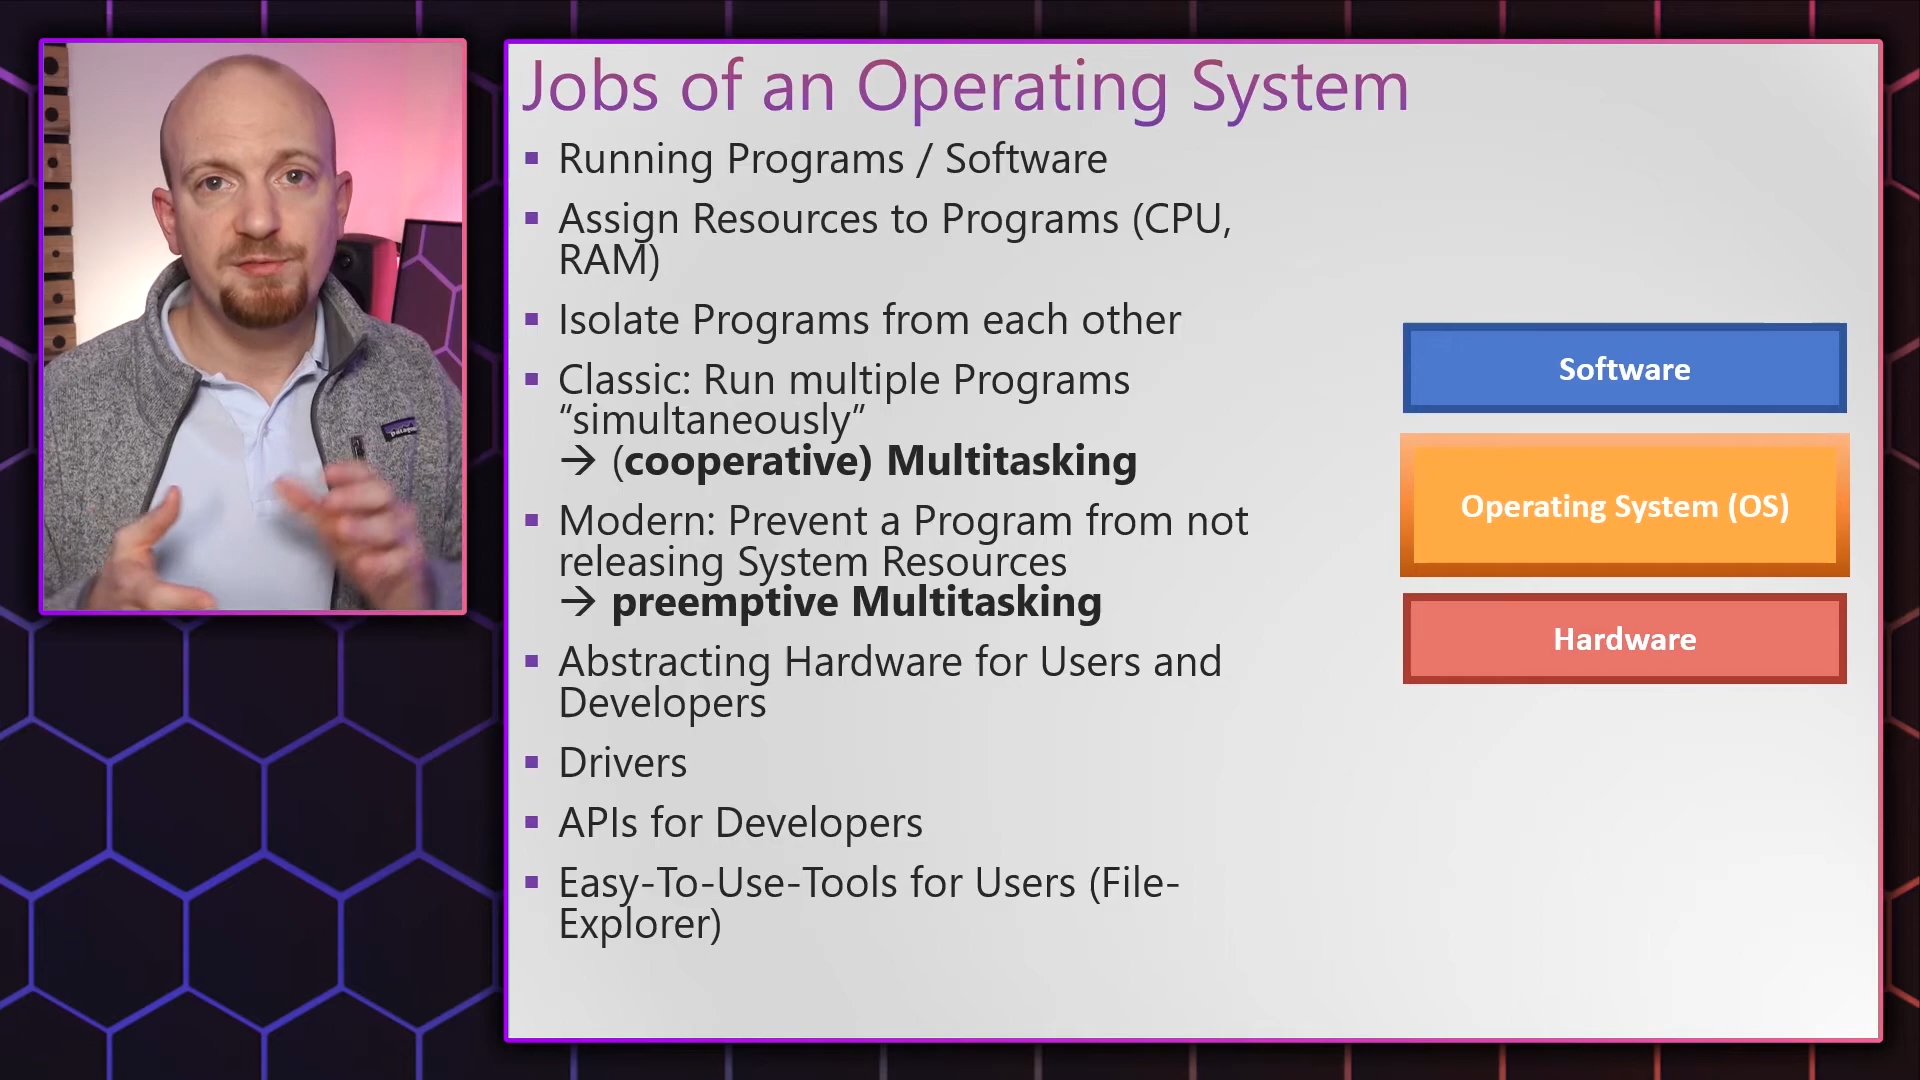 Jobs of an Operating System
▪ Running Programs / Software
▪ Assign Resources to Programs (CPU,
RAM)
▪ Isolate Programs from each other
▪ Classic: Run multiple Programs
“simultaneously”
→ (cooperative) Multitasking
▪ Modern: Prevent a Program from not
releasing System Resources
→ preemptive Multitasking
▪ Abstracting Hardware for Users and
Developers
▪ Drivers
▪ APIs for Developers
▪ Easy-To-Use-Tools for Users (File-
Explorer)
Software
Operating System (OS)
Hardware